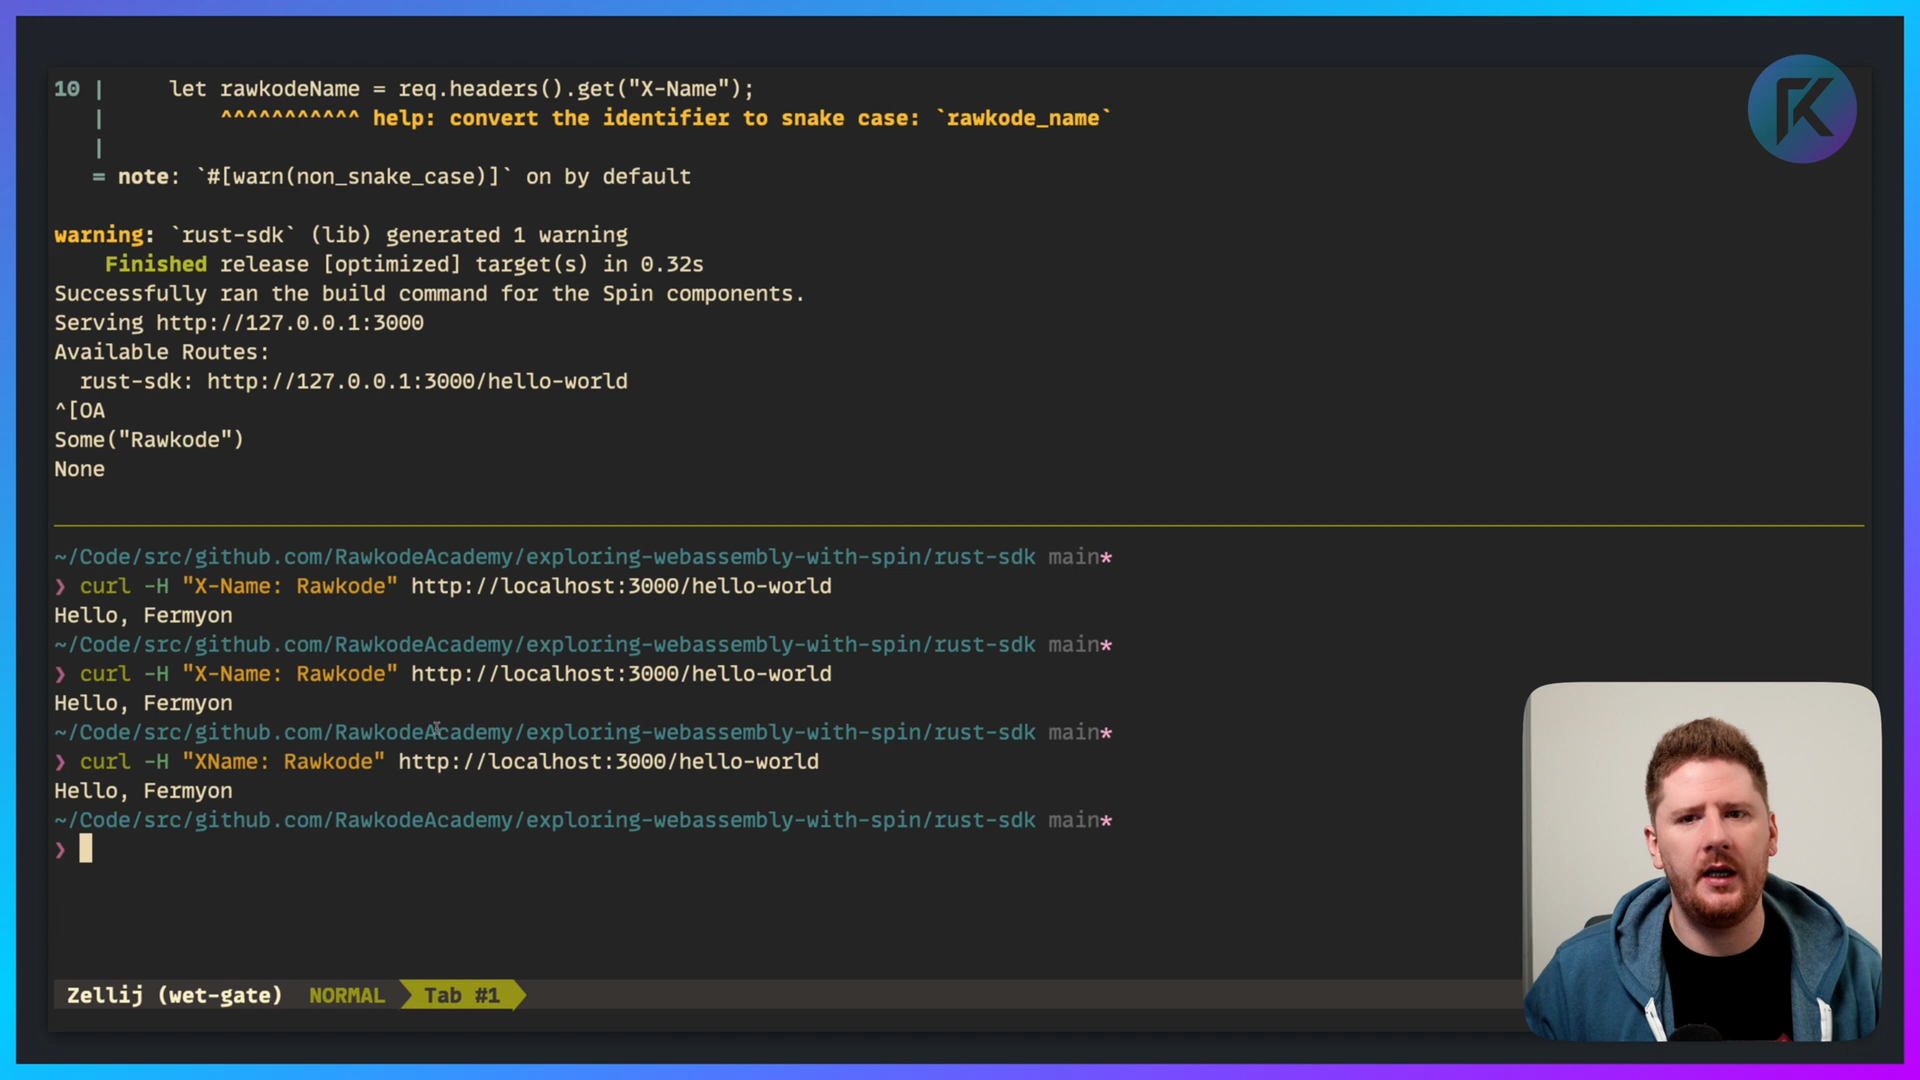 10 |     let rawkodeName = req.headers().get("X-Name");
   |         ^^^^^^^^^^^ help: convert the identifier to snake case: `rawkode_name`
   |
   = note: `#[warn(non_snake_case)]` on by default
warning: `rust-sdk` (lib) generated 1 warning
    Finished release [optimized] target(s) in 0.32s
Successfully ran the build command for the Spin components.
Serving http://127.0.0.1:3000
Available Routes:
  rust-sdk: http://127.0.0.1:3000/hello-world
^[OA
Some("Rawkode")
None
~/Code/src/github.com/RawkodeAcademy/exploring-webassembly-with-spin/rust-sdk main*
❯ curl -H "X-Name: Rawkode" http://localhost:3000/hello-world
Hello, Fermyon
~/Code/src/github.com/RawkodeAcademy/exploring-webassembly-with-spin/rust-sdk main*
❯ curl -H "X-Name: Rawkode" http://localhost:3000/hello-world
Hello, Fermyon
~/Code/src/github.com/RawkodeAcademy/exploring-webassembly-with-spin/rust-sdk main*
❯ curl -H "XName: Rawkode" http://localhost:3000/hello-world
Hello, Fermyon
~/Code/src/github.com/RawkodeAcademy/exploring-webassembly-with-spin/rust-sdk main*
❯
Zellij (wet-gate) NORMAL Tab #1